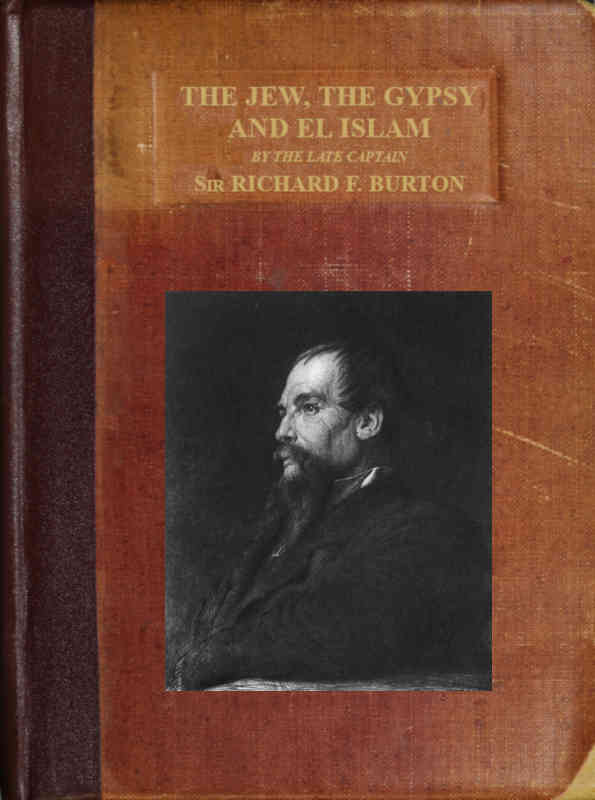 THE JEW, THE GYPSY
AND EL ISLAM
BY THE LATE CAPTAIN
SIR RICHARD F. BURTON